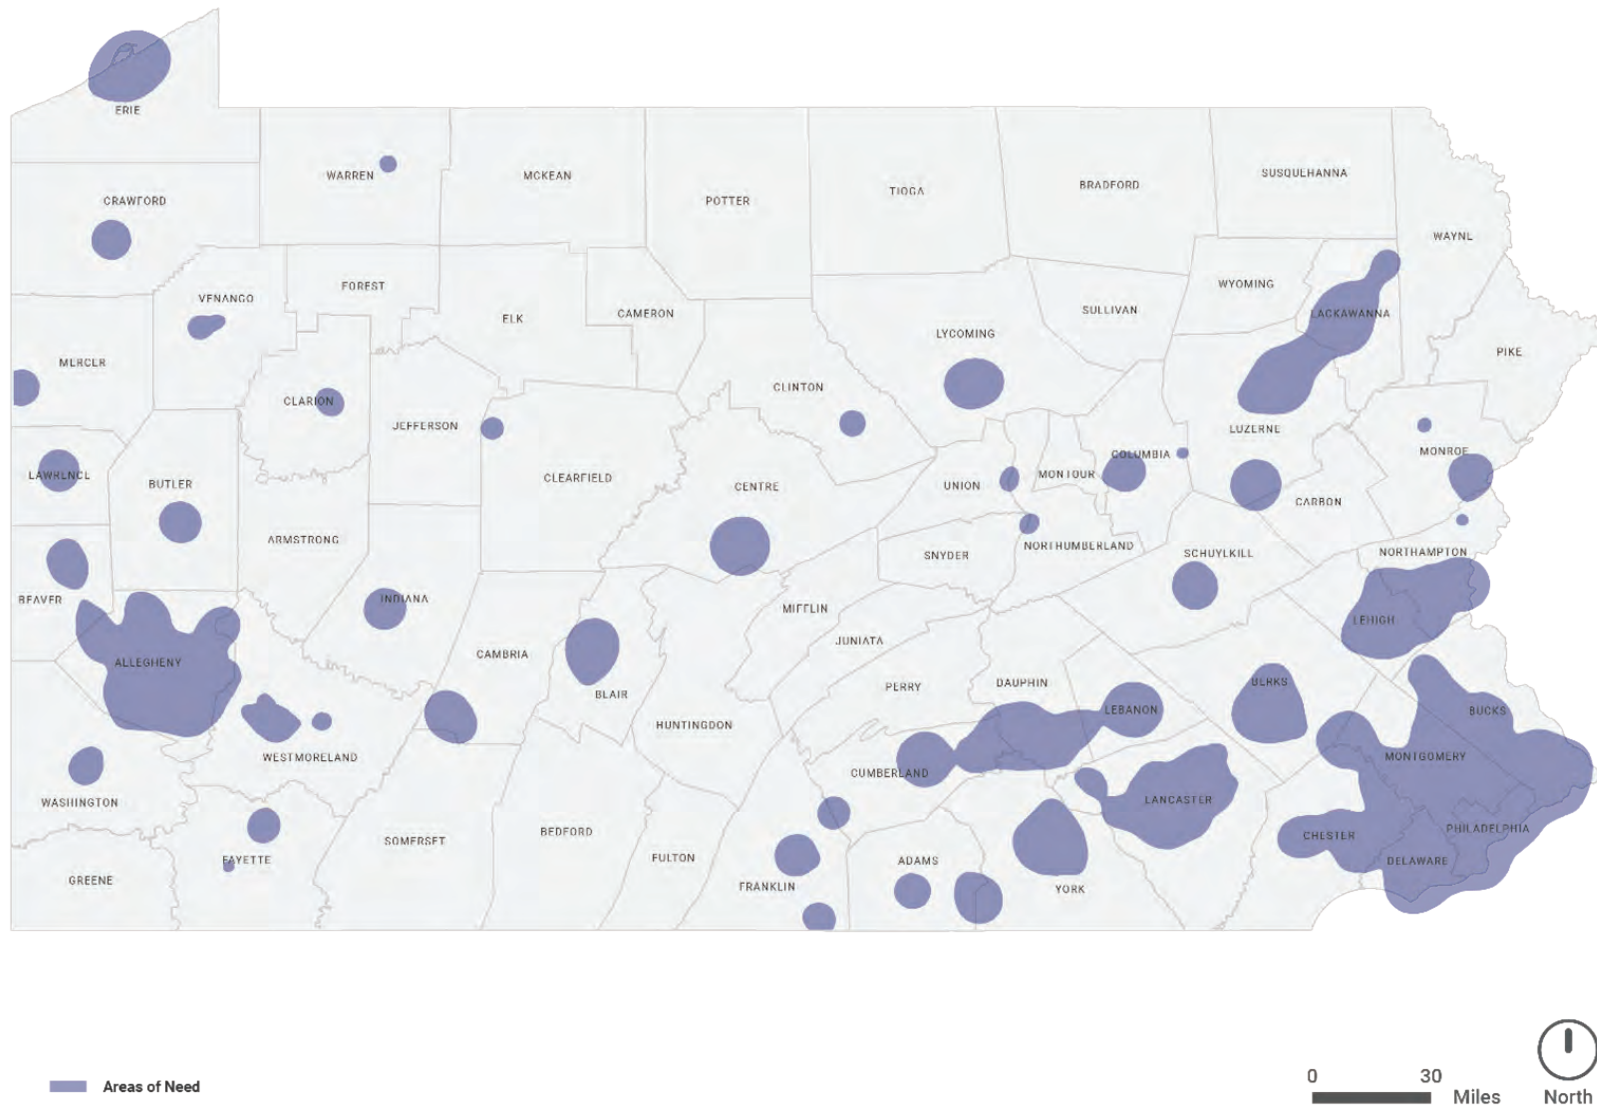 ERIE
WARREN
MCKEAN
SUSQUEHANNA
CRAWFORD
POTTER
TIOGA
BRADFORD
WAYNE
VENANGO
FOREST
WYOMING
ELK
CAMERON
SULLIVAN
LACKAWANNA
LYCOMING
PIKE
MERCER
CLINTON
CLARION
JEFFERSON
LUZERNE
COLUMBIA
MONROE
LAWRENCE
BUTLER
CLEARFIELD
CENTRE
UNION
MONTOUR
CARBON
ARMSTRONG
SNYDER
NORTHUMBERLAND
SCHUYLKILL
NORTHAMPTON
BEAVER
INDIANA
MIFFLIN
LEHIGH
JUNIATA
ALLEGHENY
CAMBRIA
BLAIR
PERRY
DAUPHIN
BERKS
LEBANON
BUCKS
HUNTINGDON
WESTMORELAND
MONTGOMERY
CUMBERLAND
WASHINGTON
LANCASTER
SOMERSET
BEDFORD
CHESTER
PHILADELPHIA
FAYETTE
FULTON
ADAMS
DELAWARE
GREENE
FRANKLIN
YORK
Areas of Need
0 30
Miles
North